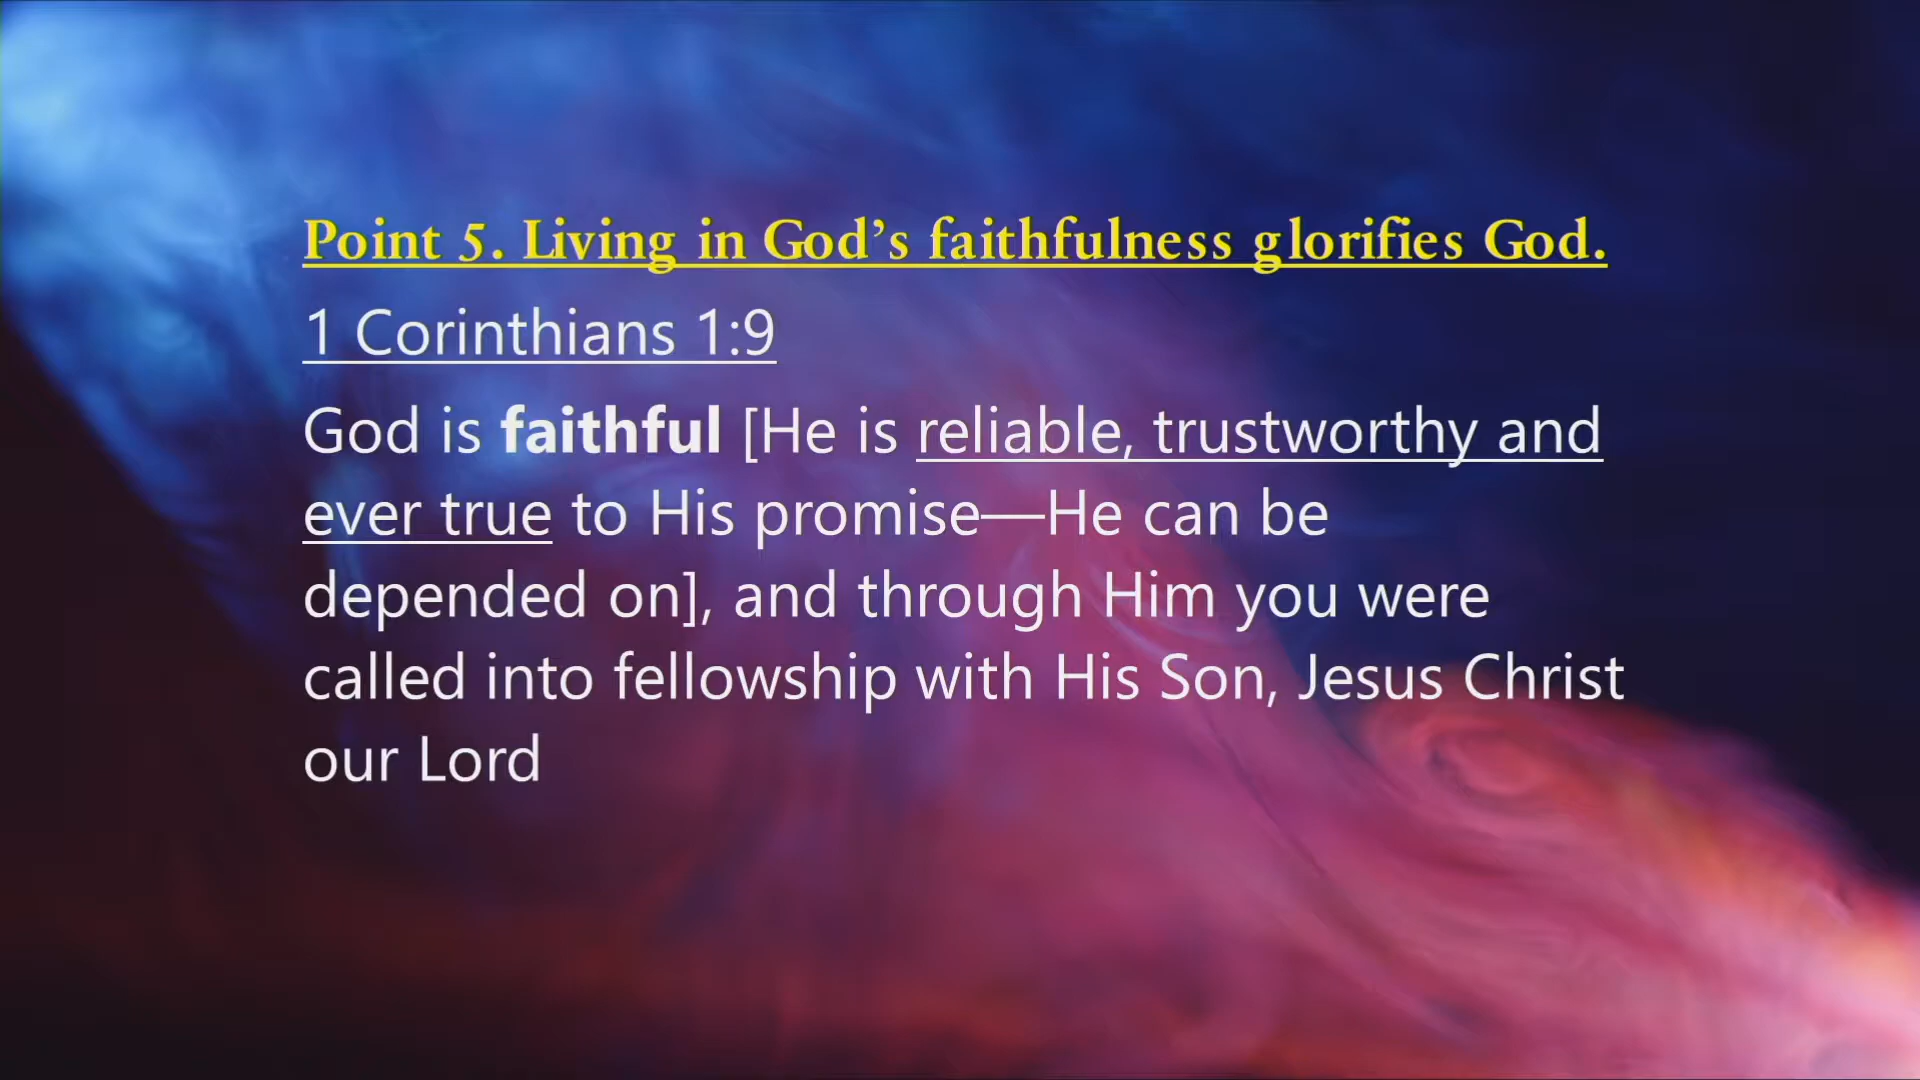 Point 5. Living in God’s faithfulness glorifies God.
1 Corinthians 1:9
God is faithful [He is reliable, trustworthy and
ever true to His promise—He can be
depended on], and through Him you were
called into fellowship with His Son, Jesus Christ
our Lord